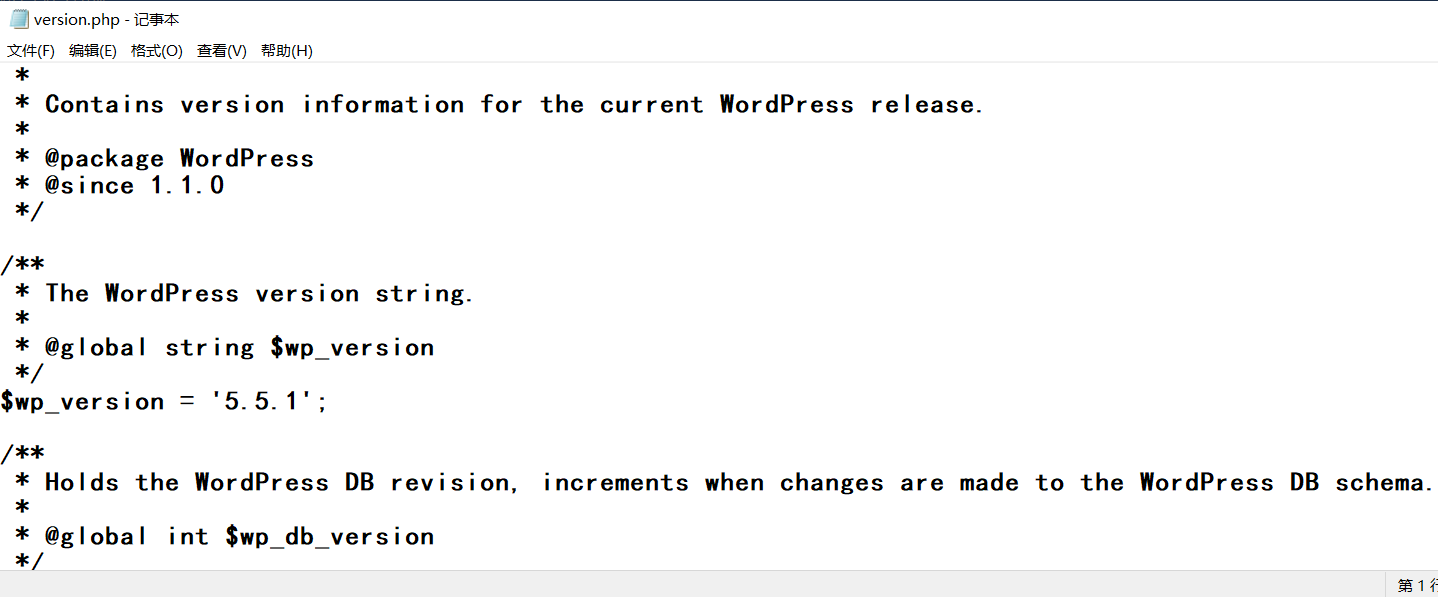 version.php - 记事本
文件(F) 编辑(E) 格式(O) 查看(V) 帮助(H)
 *
 * Contains version information for the current WordPress release.
 *
 * @package WordPress
 * @since 1.1.0
 */

/**
 * The WordPress version string.
 *
 * @global string $wp_version
 */
$wp_version = '5.5.1';

/**
 * Holds the WordPress DB revision, increments when changes are made to the WordPress DB schema.
 *
 * @global int $wp_db_version
 */
第 1 行